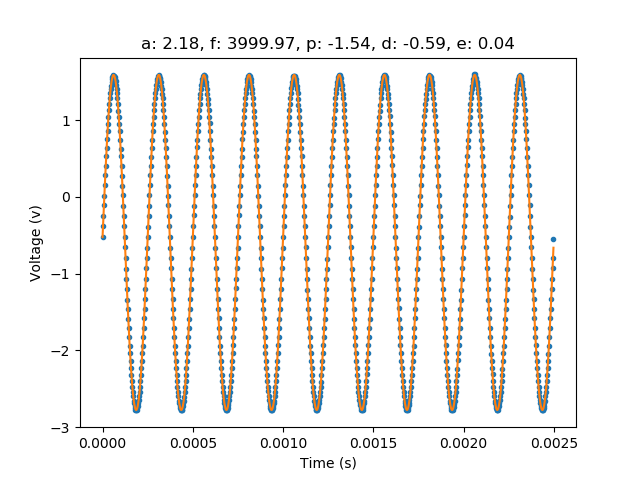 a: 2.18, f: 3999.97, p: -1.54, d: -0.59, e: 0.04
1
0
−1
−2
−3
Voltage (v)
0.0000 0.0005 0.0010 0.0015 0.0020 0.0025
Time (s)